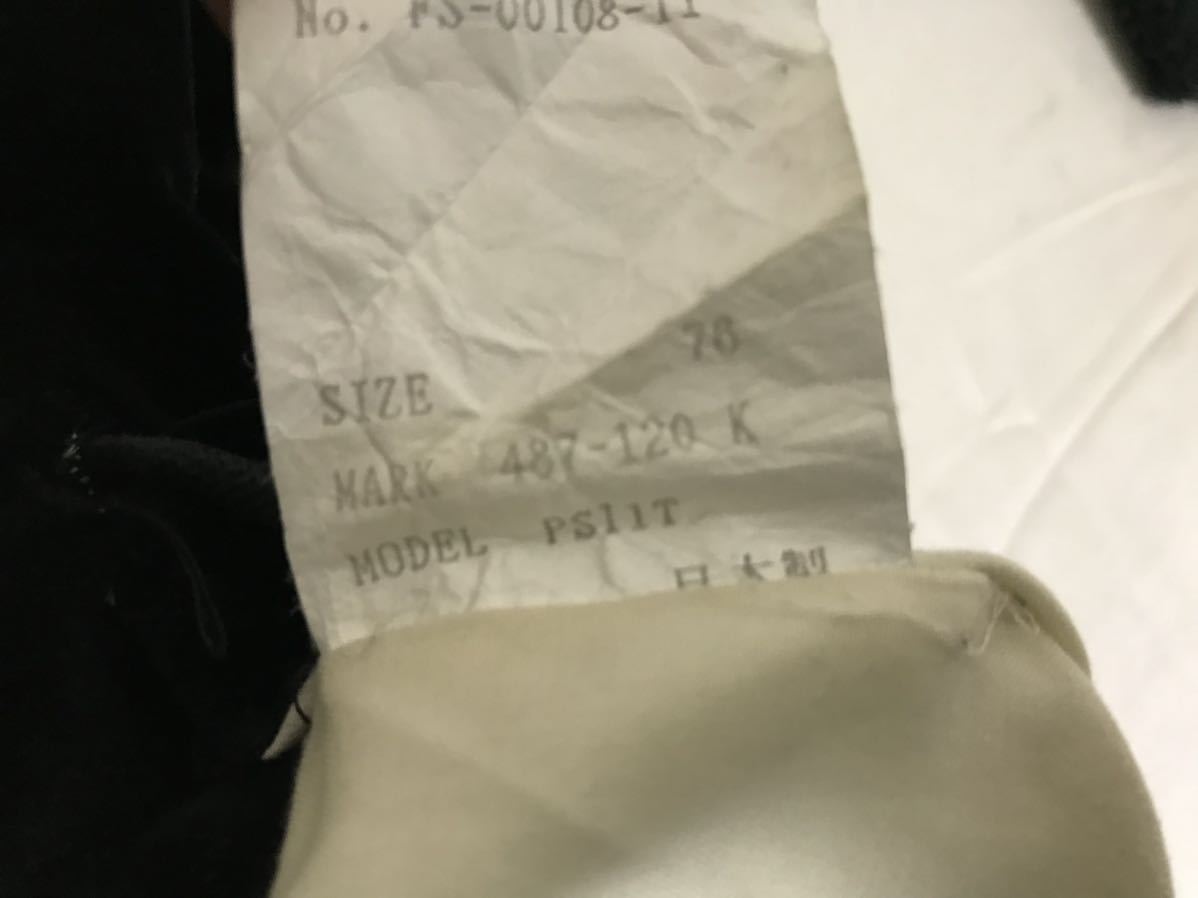 No. PS-00108-11
SIZE 76
MARK 487-120 K
MODEL PS11T
日本製